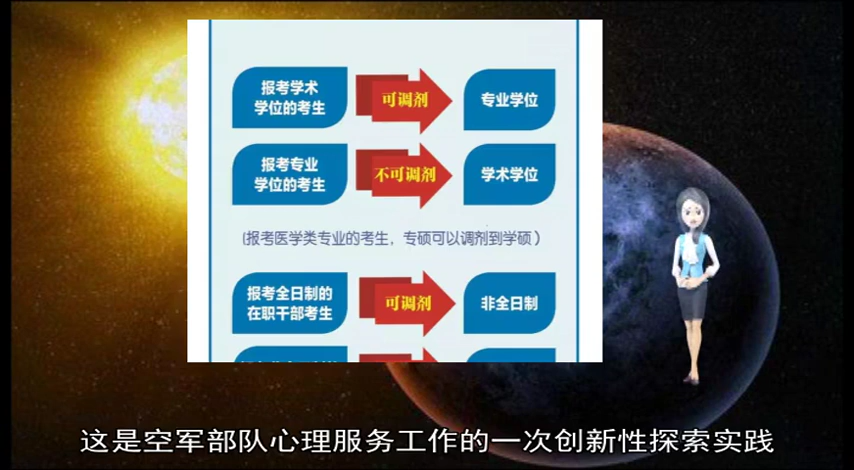 报考学术
学位的考生
可调剂
专业学位
报考专业
学位的考生
不可调剂
学术学位
(报考医学类专业的考生，专硕可以调剂到学硕)
报考全日制的
在职干部考生
可调剂
非全日制
这是空军部队心理服务工作的一次创新性探索实践